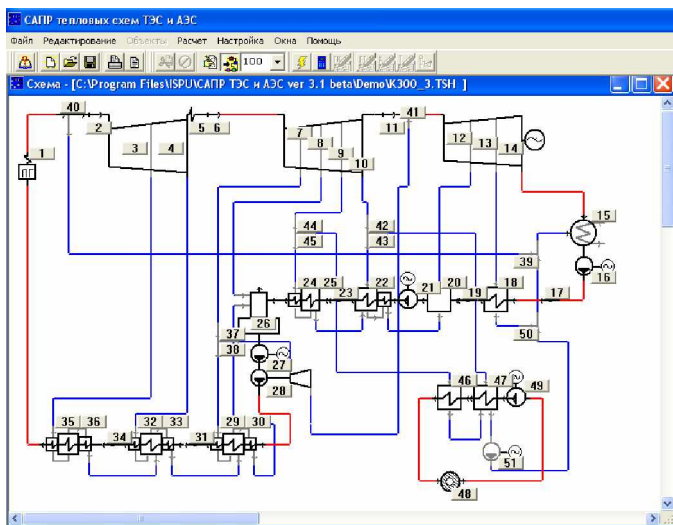 САПР тепловых схем ТЭС и АЭС
Файл Редактирование Объекты Расчет Настройка Окна Помощь
100
Схема - [C:\Program Files\ISPU\САПР ТЭС и АЭС ver 3.1 beta\Demo\K300_3.TSH ]
40 41
2 5 6 11
7 12
8 13
1 3 4 9 14
10
15
44 42
45 43
39 16
24 25 22 21 20 18
23 19 17
26
37 50
38
27
28
46 47 49
29 30
35 36 32 33
34 31
51
48